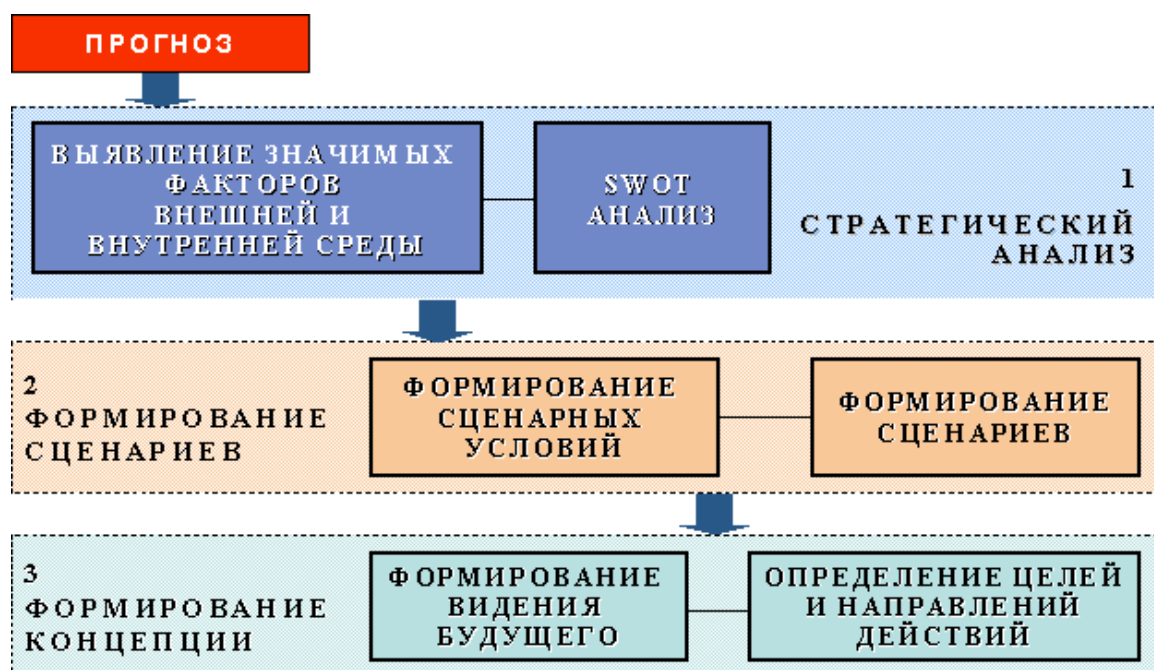 ПРОГНОЗ
ВЫЯВЛЕНИЕ ЗНАЧИМЫХ
ФАКТОРОВ
ВНЕШНЕЙ И
ВНУТРЕННЕЙ СРЕДЫ
SWOT
АНАЛИЗ
1
СТРАТЕГИЧЕСКИЙ
АНАЛИЗ
2
ФОРМИРОВАНИЕ
СЦЕНАРИЕВ
ФОРМИРОВАНИЕ
СЦЕНАРНЫХ
УСЛОВИЙ
ФОРМИРОВАНИЕ
СЦЕНАРИЕВ
3
ФОРМИРОВАНИЕ
КОНЦЕПЦИИ
ФОРМИРОВАНИЕ
ВИДЕНИЯ
БУДУЩЕГО
ОПРЕДЕЛЕНИЕ ЦЕЛЕЙ
И НАПРАВЛЕНИЙ
ДЕЙСТВИЙ